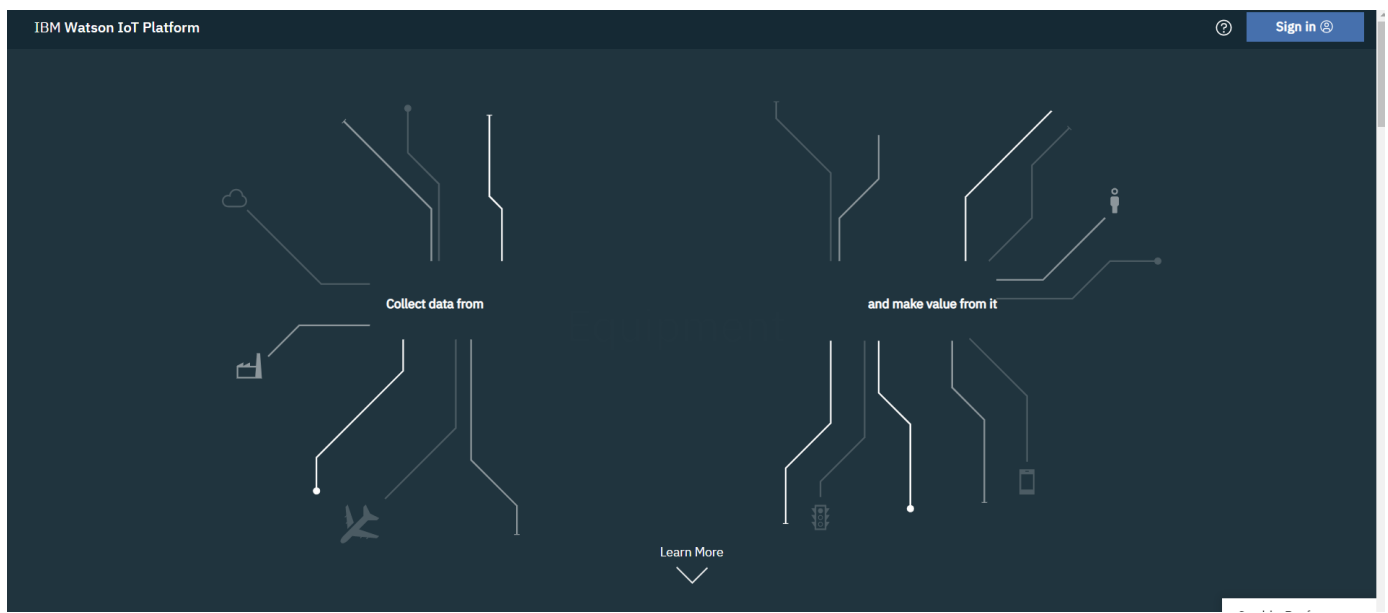 IBM Watson IoT Platform
Sign in
Collect data from
and make value from it
Learn More